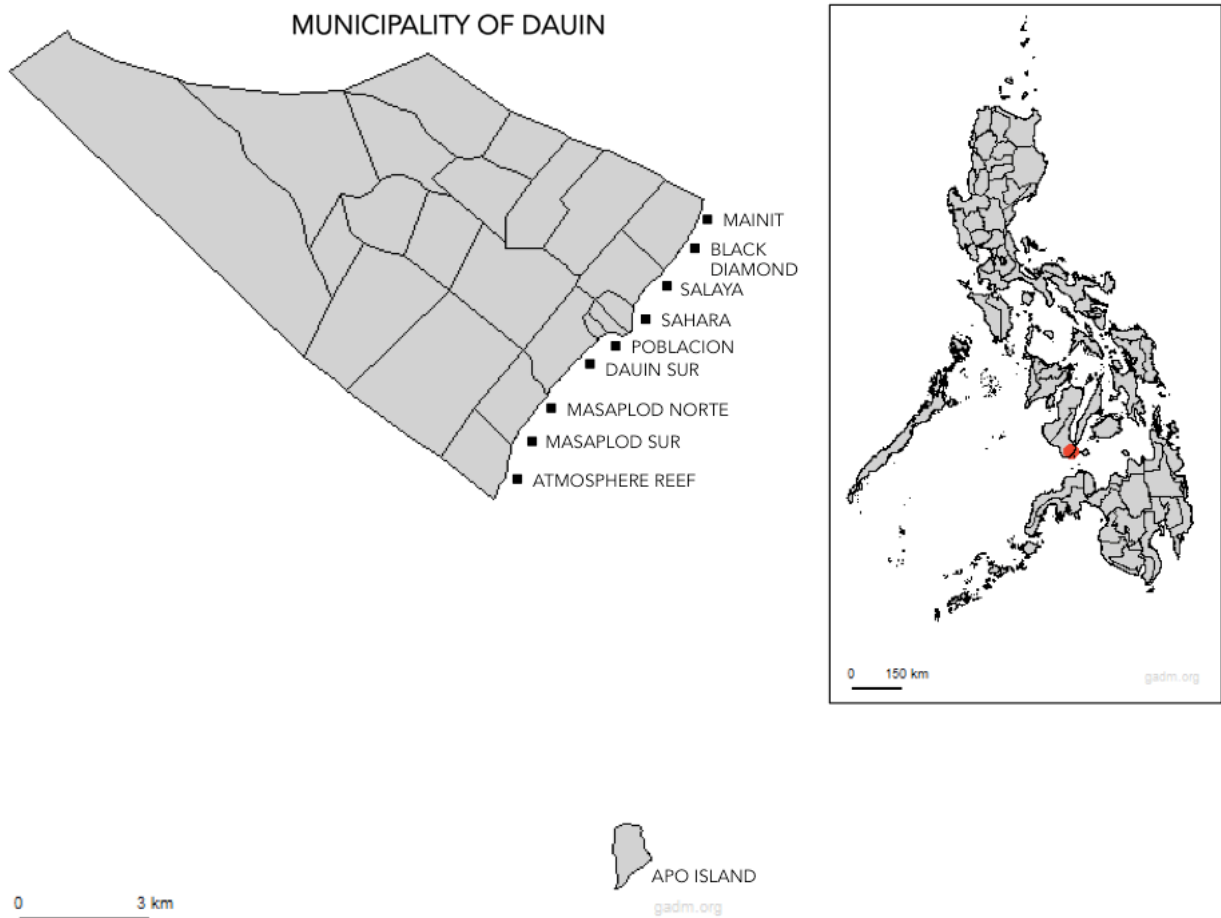 MUNICIPALITY OF DAUIN
MAINIT
BLACK
DIAMOND
SALAYA
SAHARA
POBLACION
DAUIN SUR
MASAPLOD NORTE
MASAPLOD SUR
ATMOSPHERE REEF
APO ISLAND
gadm.org
0 3 km
0 150 km
gadm.org